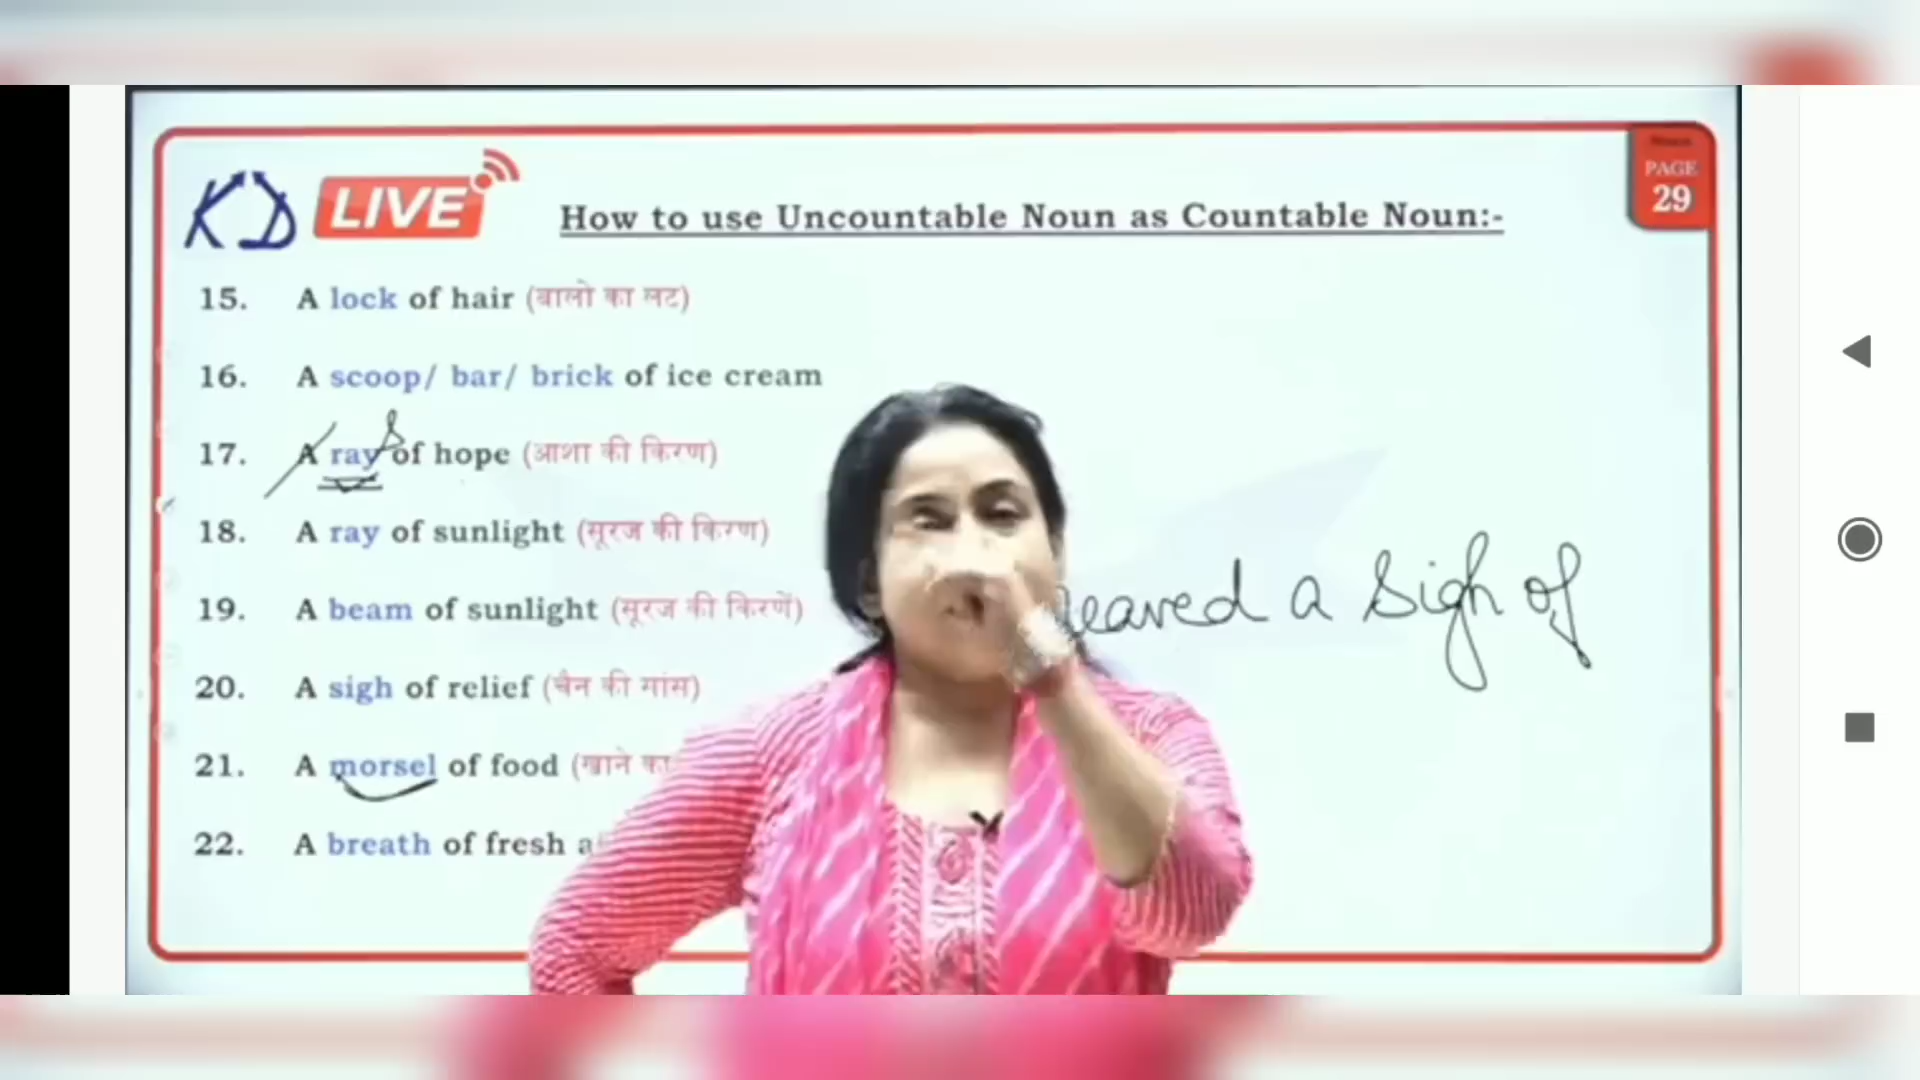 KD LIVE
PAGE
29
How to use Uncountable Noun as Countable Noun:-
15. A lock of hair (बालो का लट)
16. A scoop/ bar/ brick of ice cream
17. A rays of hope (आशा की किरण)
18. A ray of sunlight (सूरज की किरण)
19. A beam of sunlight (सूरज की किरणें)
a sigh of
20. A sigh of relief (चैन की सांस)
21. A morsel of food (खाने का
22. A breath of fresh